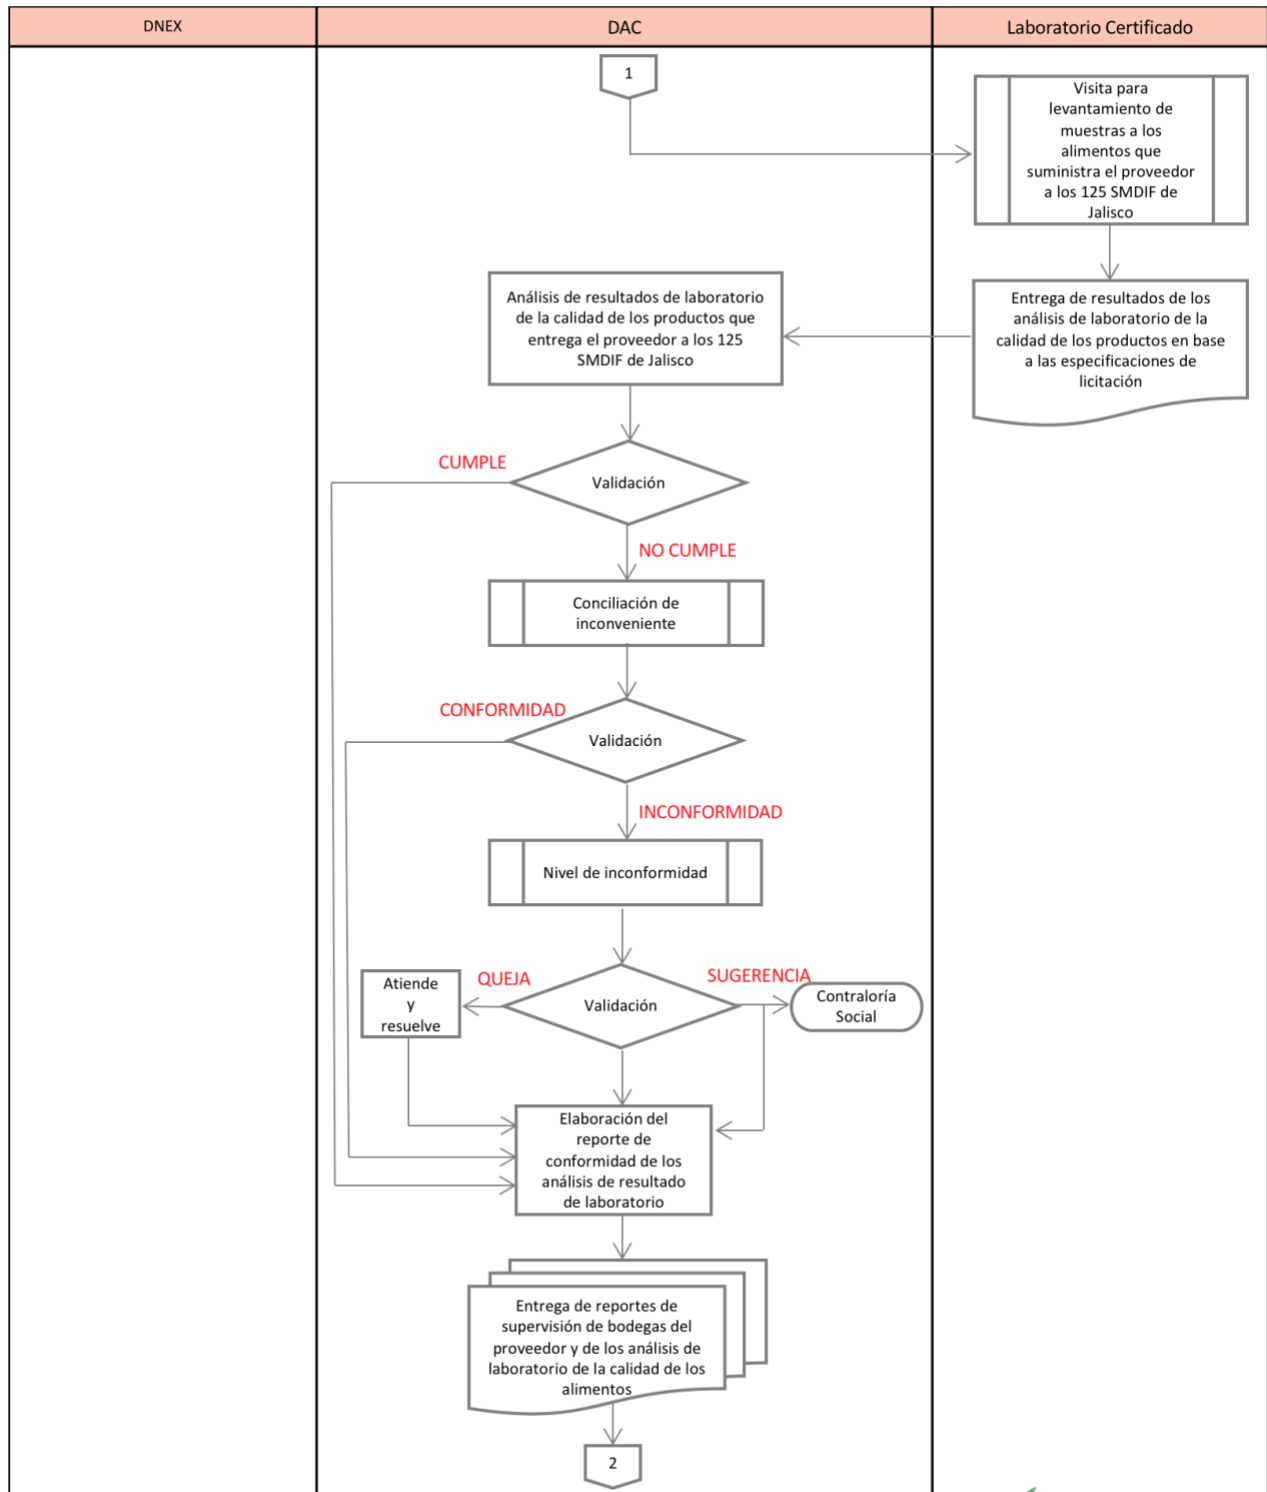 DNEX
DAC
Laboratorio Certificado
1
Visita para
levantamiento de
muestras a los
alimentos que
suministra el proveedor
a los 125 SMDIF de
Jalisco
Análisis de resultados de laboratorio
de la calidad de los productos que
entrega el proveedor a los 125
SMDIF de Jalisco
Entrega de resultados de los
análisis de laboratorio de la
calidad de los productos en base
a las especificaciones de
licitación
CUMPLE
Validación
NO CUMPLE
Conciliación de
inconveniente
CONFORMIDAD
Validación
INCONFORMIDAD
Nivel de inconformidad
Atiende
y
resuelve
QUEJA
Validación
SUGERENCIA
Contraloría
Social
Elaboración del
reporte de
conformidad de los
análisis de resultado
de laboratorio
Entrega de reportes de
supervisión de bodegas del
proveedor y de los análisis de
laboratorio de la calidad de los
alimentos
2